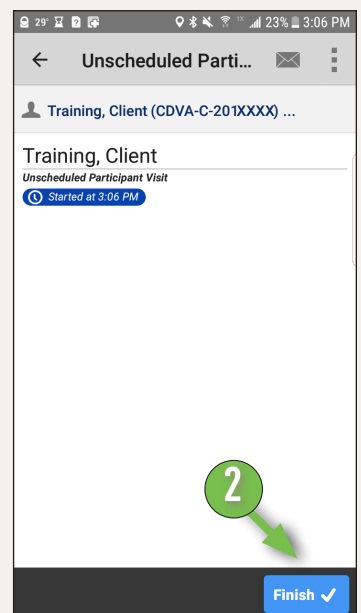 29° 23% 3:06 PM
Unscheduled Parti...
Training, Client (CDVA-C-201XXXX) ...
Training, Client
Unscheduled Participant Visit
Started at 3:06 PM
2
Finish